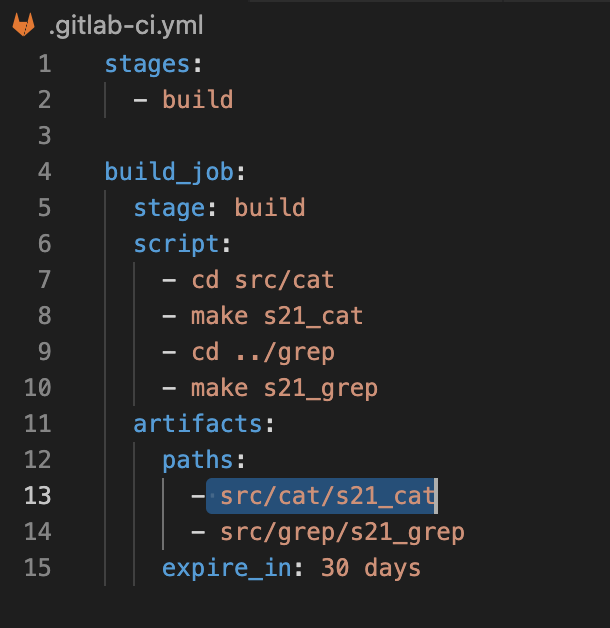 .gitlab-ci.yml
1 stages:
2   - build
3
4 build_job:
5   stage: build
6   script:
7     - cd src/cat
8     - make s21_cat
9     - cd ../grep
10     - make s21_grep
11   artifacts:
12     paths:
13       - src/cat/s21_cat
14       - src/grep/s21_grep
15     expire_in: 30 days